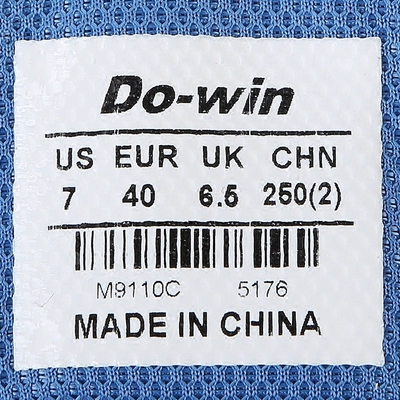 Do-win
US EUR UK CHN
7 40 6.5 250(2)
M9110C 5176
MADE IN CHINA